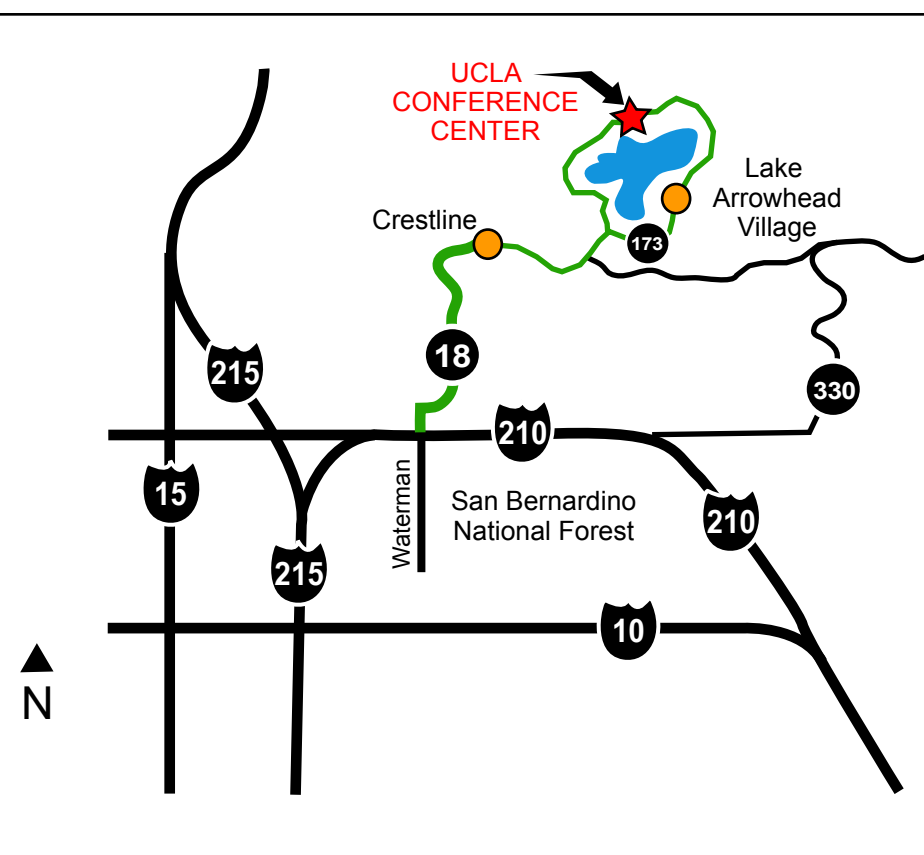 UCLA
CONFERENCE
CENTER
Lake
Arrowhead
Village
Crestline
173
18
215
330
210
15
Waterman
San Bernardino
National Forest
210
215
10
N